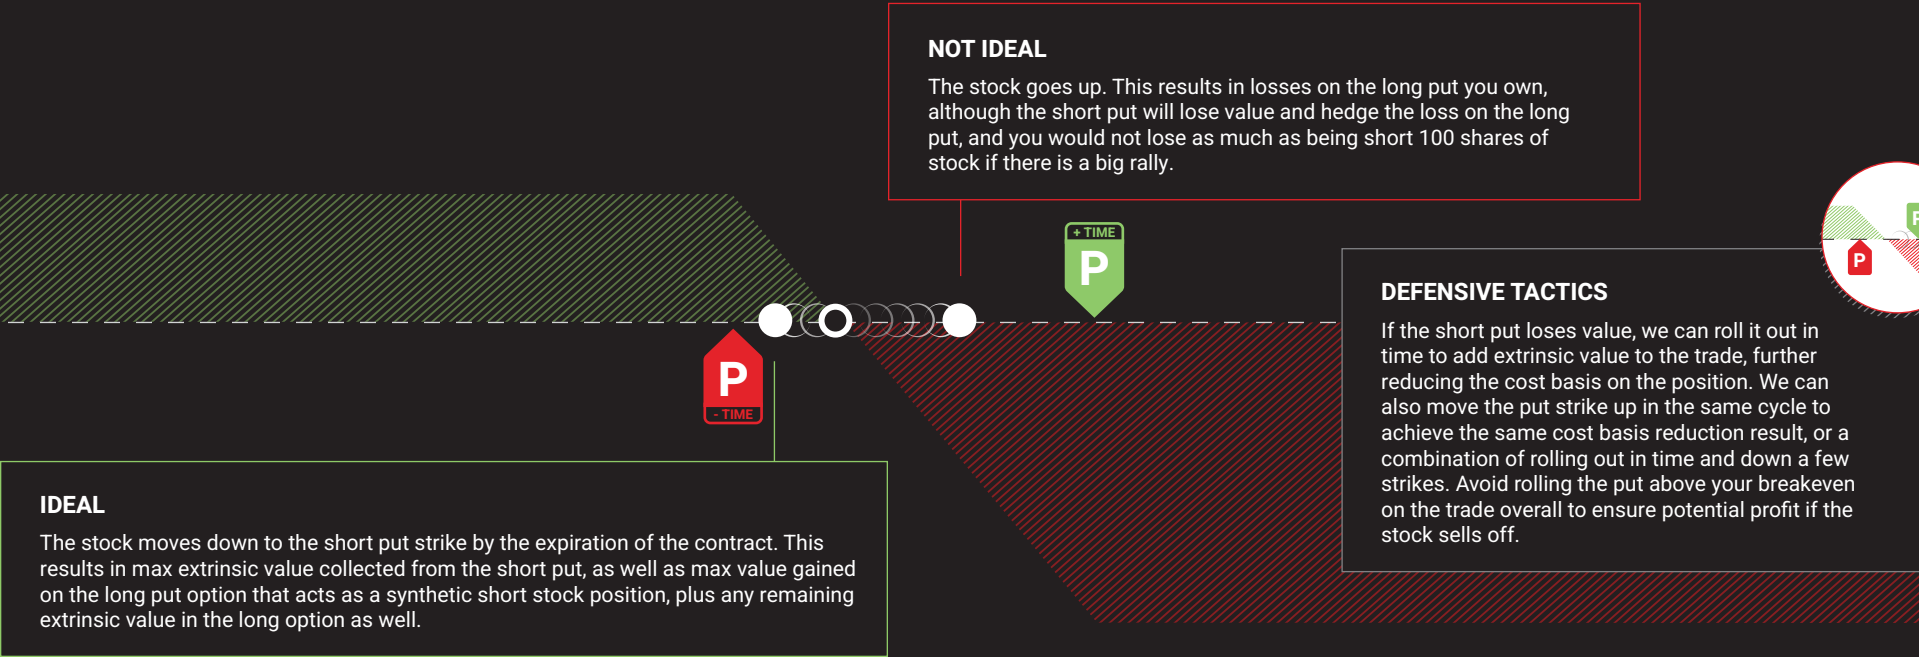 NOT IDEAL
The stock goes up. This results in losses on the long put you own,
although the short put will lose value and hedge the loss on the long
put, and you would not lose as much as being short 100 shares of
stock if there is a big rally.
+ TIME
P
P
- TIME
IDEAL
The stock moves down to the short put strike by the expiration of the contract. This
results in max extrinsic value collected from the short put, as well as max value gained
on the long put option that acts as a synthetic short stock position, plus any remaining
extrinsic value in the long option as well.
P
P
DEFENSIVE TACTICS
If the short put loses value, we can roll it out in
time to add extrinsic value to the trade, further
reducing the cost basis on the position. We can
also move the put strike up in the same cycle to
achieve the same cost basis reduction result, or a
combination of rolling out in time and down a few
strikes. Avoid rolling the put above your breakeven
on the trade overall to ensure potential profit if the
stock sells off.